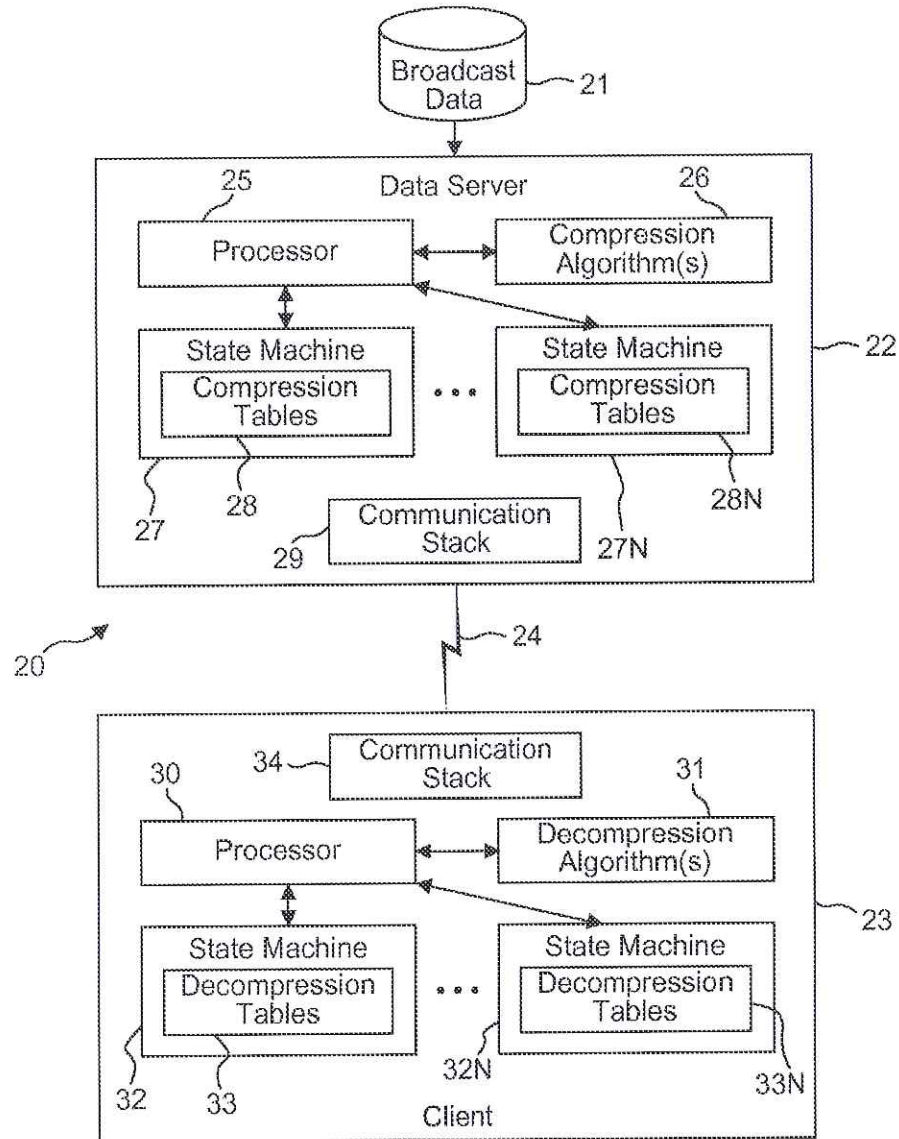 Broadcast
Data
21
Data Server
25
26
Processor
Compression
Algorithm(s)
State Machine
State Machine
22
Compression
Tables
Compression
Tables
27
28
28N
27N
Communication
Stack
29
24
20
Communication
Stack
34
30
31
Processor
Decompression
Algorithm(s)
23
State Machine
State Machine
Decompression
Tables
Decompression
Tables
32
33
32N
33N
Client